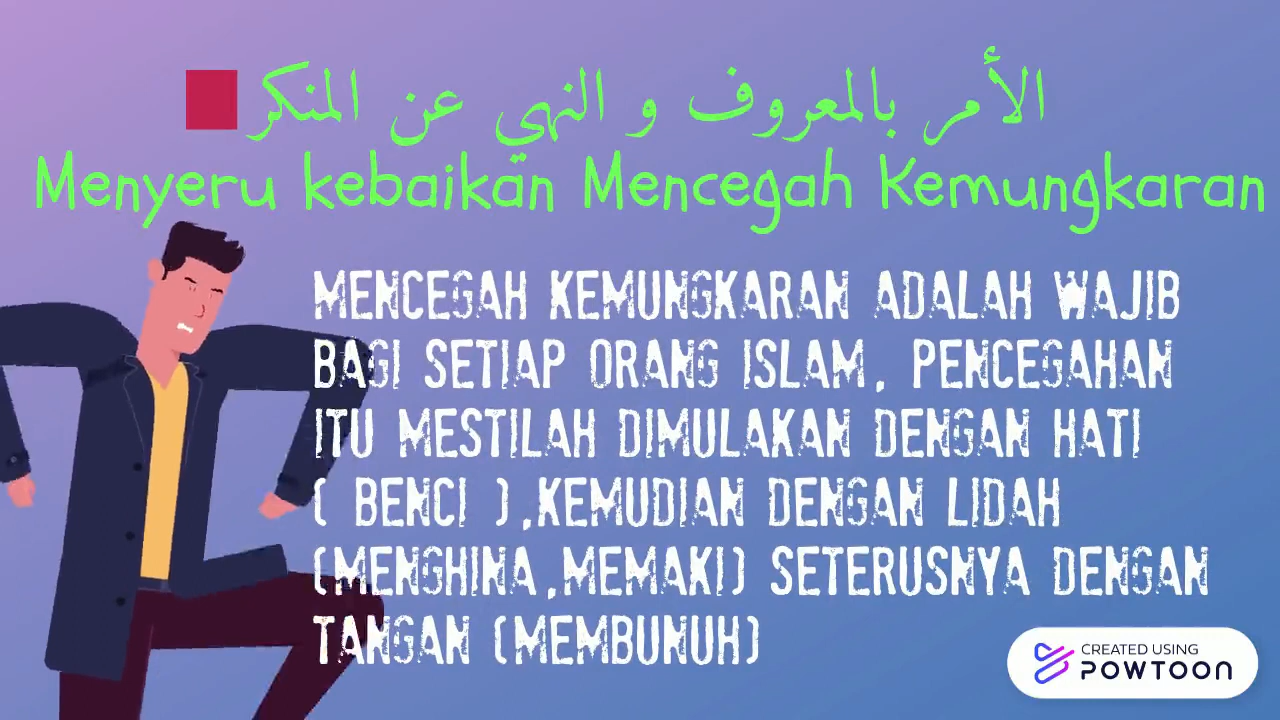 الأمر بالمعروف و النهي عن المنكر
Menyeru kebaikan Mencegah Kemungkaran
MENCEGAH KEMUNGKARAN ADALAH WAJIB
BAGI SETIAP ORANG ISLAM, PENCEGAHAN
ITU MESTILAH DIMULAKAN DENGAN HATI
( BENCI ),KEMUDIAN DENGAN LIDAH
(MENGHINA,MEMAKI) SETERUSNYA DENGAN
TANGAN (MEMBUNUH)
CREATED USING
POWTOON